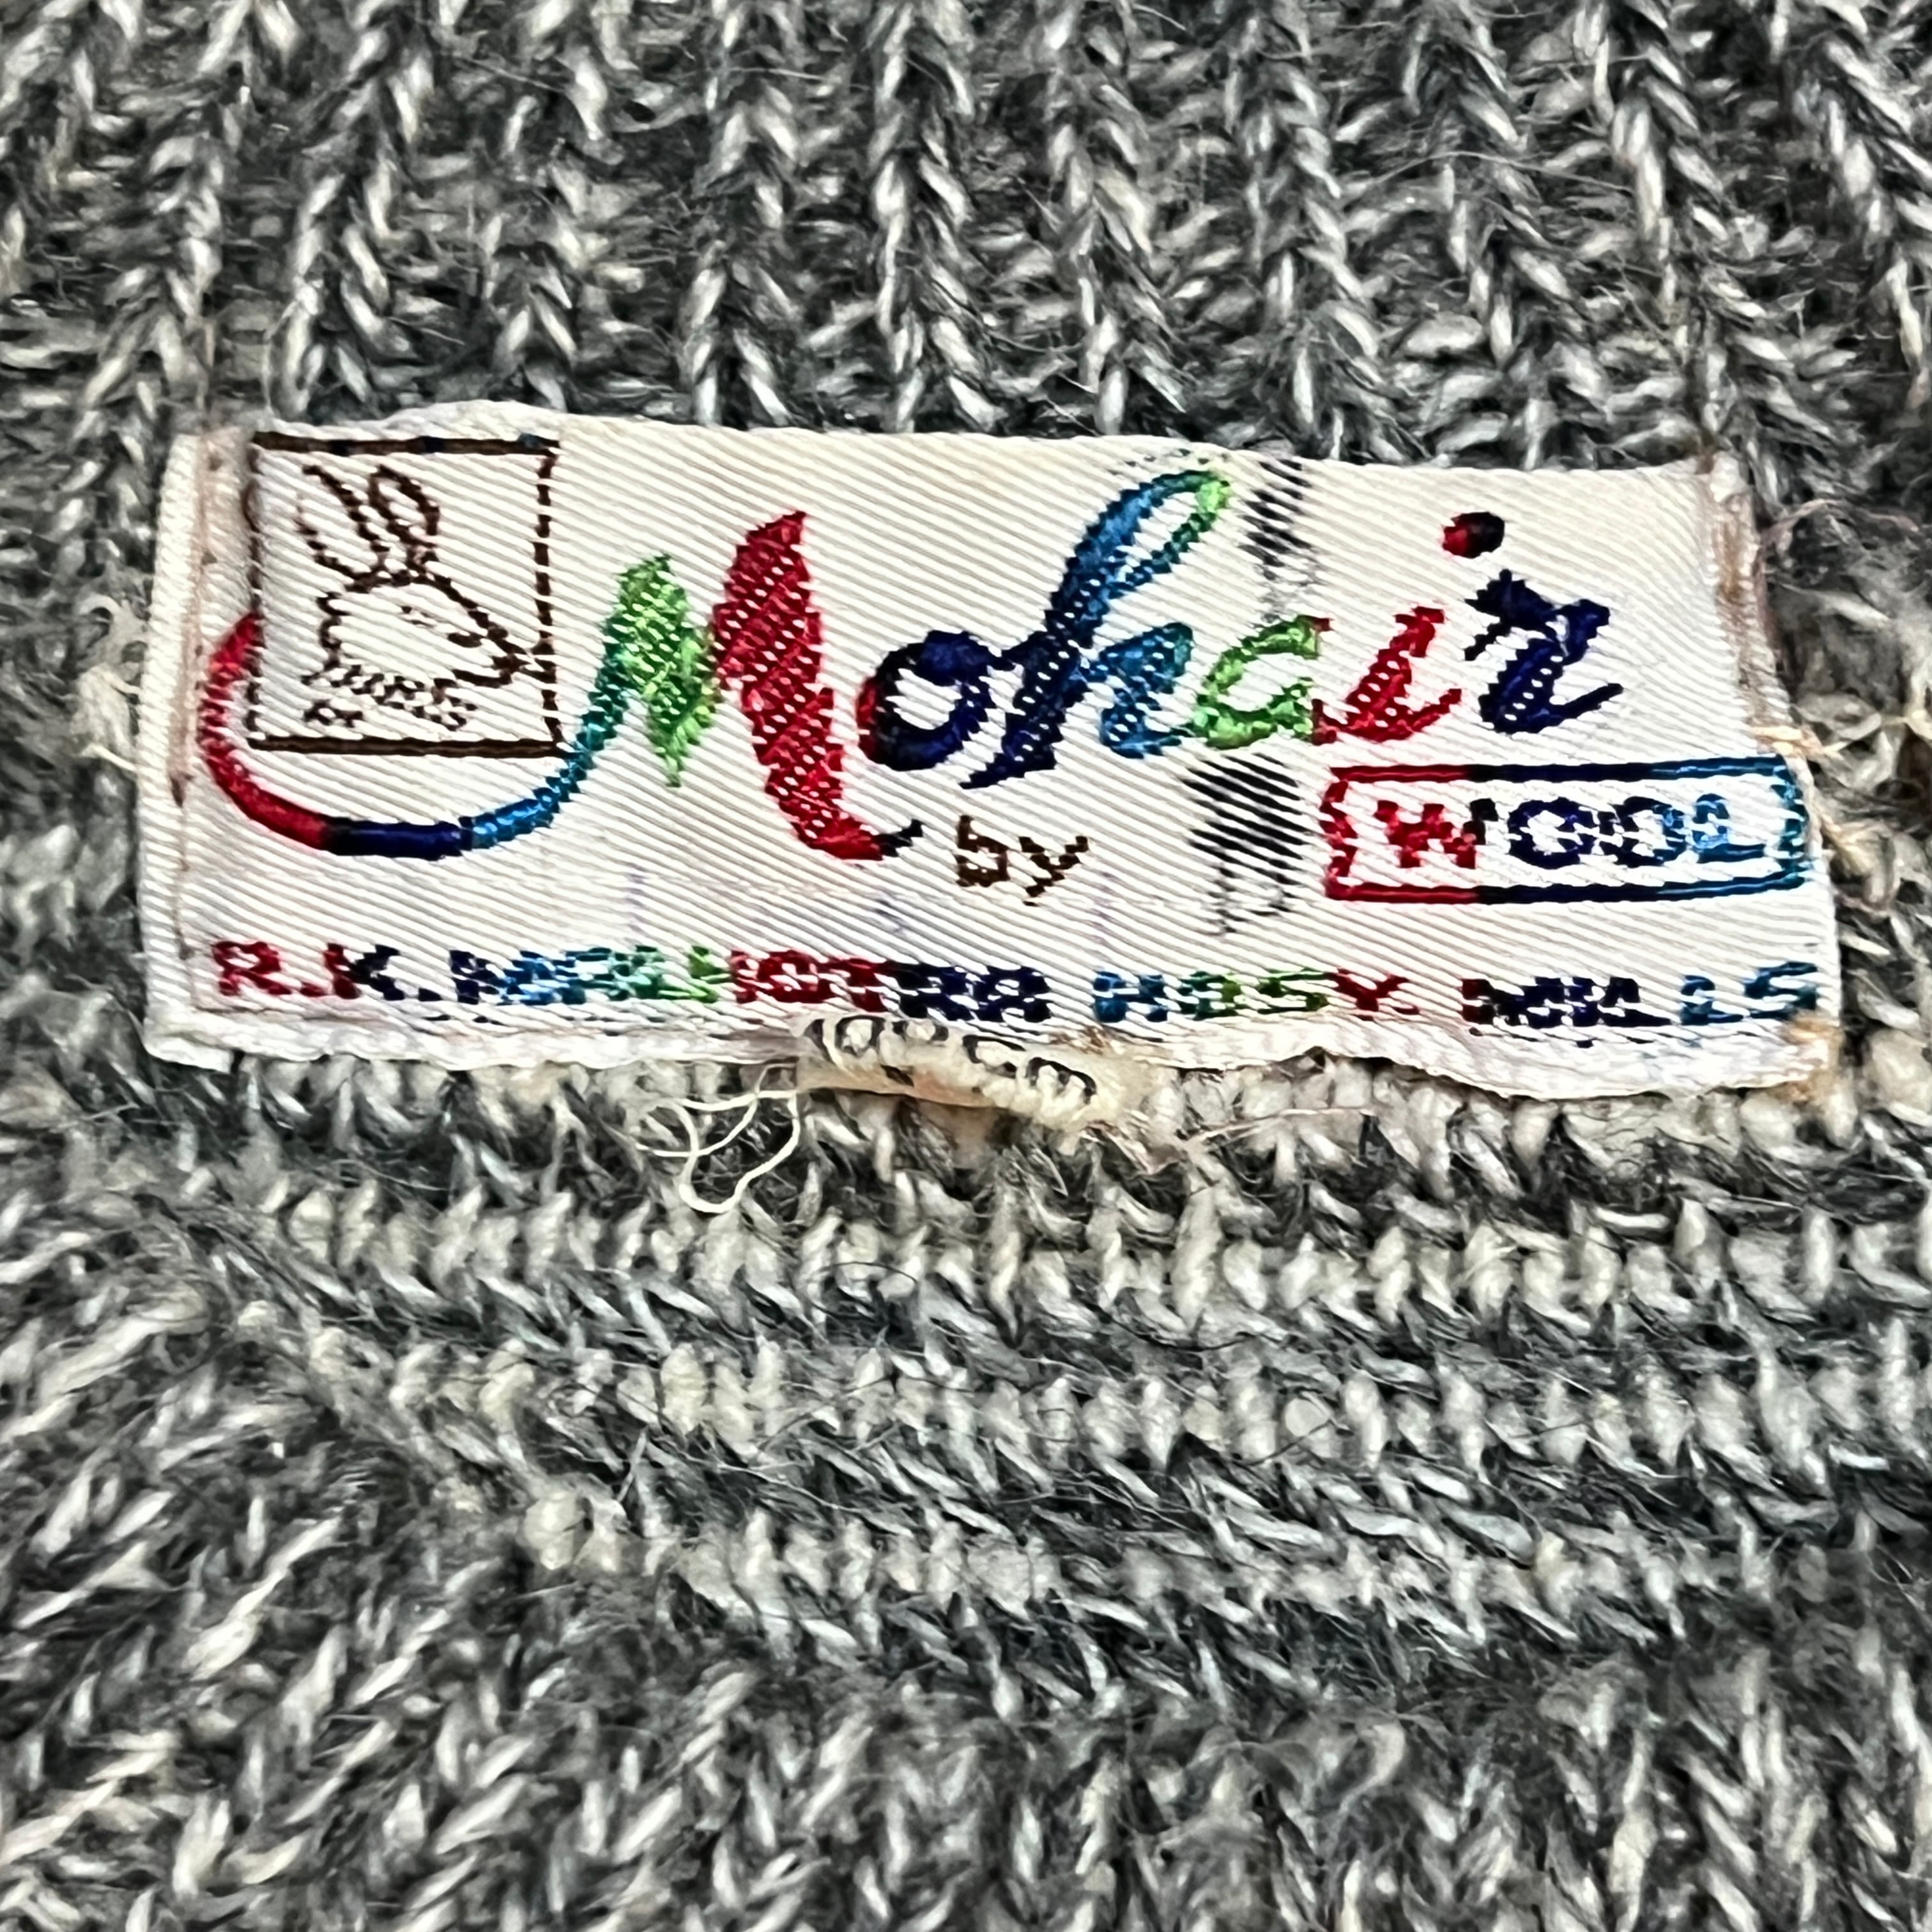 Mohair
by
WOOL
R.K. MALHOTRA HOSY. MILLS